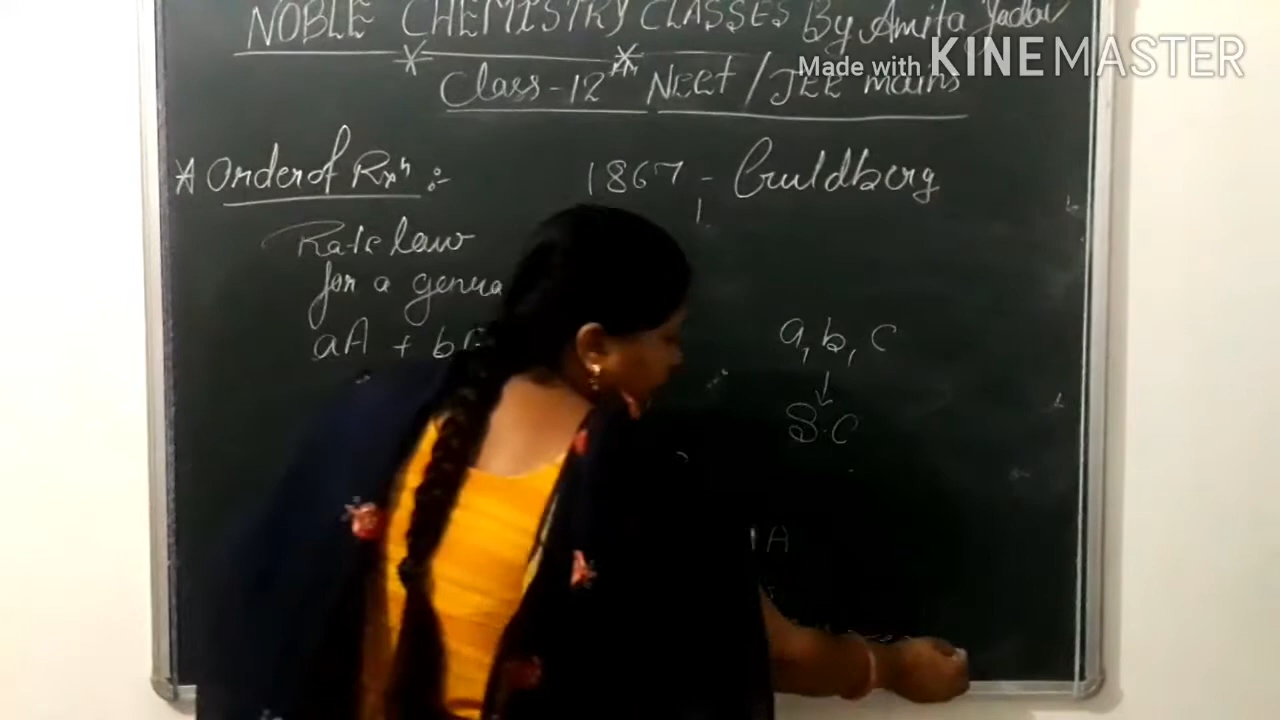 NOBLE CHEMISTRY CLASSES By Amita Yadav
Made with KINEMASTER
Class-12th NEET / JEE mains
* Order of Rxn :-
1867 - Guldberg
Rate law
for a genera
aA + b
a, b, c
S.C
A